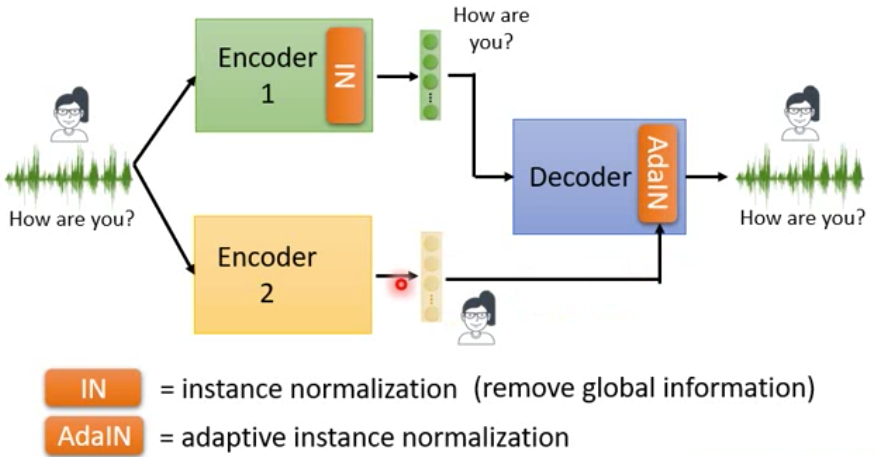 How are
you?
Encoder
1
IN
How are you?
Decoder
AdaIN
How are you?
Encoder
2
IN = instance normalization (remove global information)
AdaIN = adaptive instance normalization